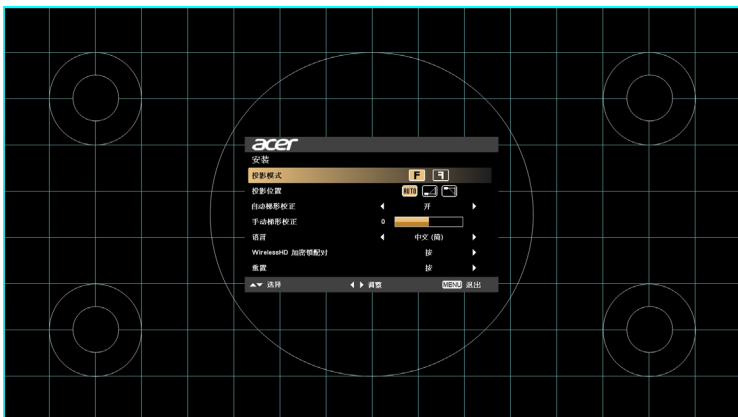 acer
安装
投影模式
投影位置 AUTO
自动梯形校正 开
手动梯形校正 0
语言 中文 (简)
WirelessHD 加密锁配对 按
重置 按
选择 调整 MENU 退出